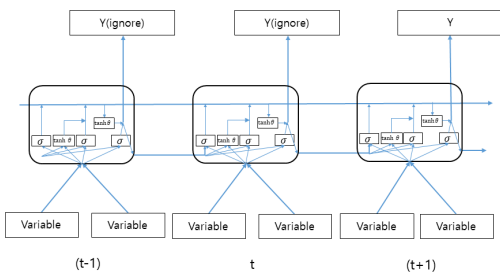 Y(ignore) Y(ignore) Y
tanh θ tanh θ tanh θ
σ tanh θ σ σ σ tanh θ σ σ σ tanh θ σ σ
Variable Variable Variable Variable Variable Variable
(t-1) t (t+1)